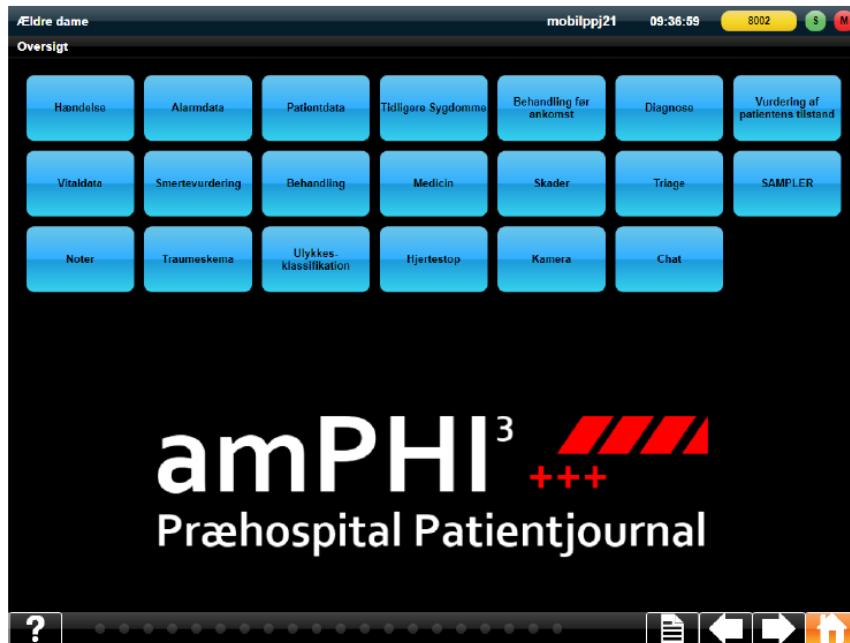 Ældre dame mobilppj21 09:36:59 8002 S M
Oversigt
Hændelse Alarmdata Patientdata Tidligere Sygdomme Behandling før ankomst Diagnose Vurdering af patientens tilstand
Vitaldata Smertevurdering Behandling Medicin Skader Triage SAMPLER
Noter Traumeskema Ulykkes-klassifikation Hjertestop Kamera Chat
amPHI³
+++
Præhospital Patientjournal
?